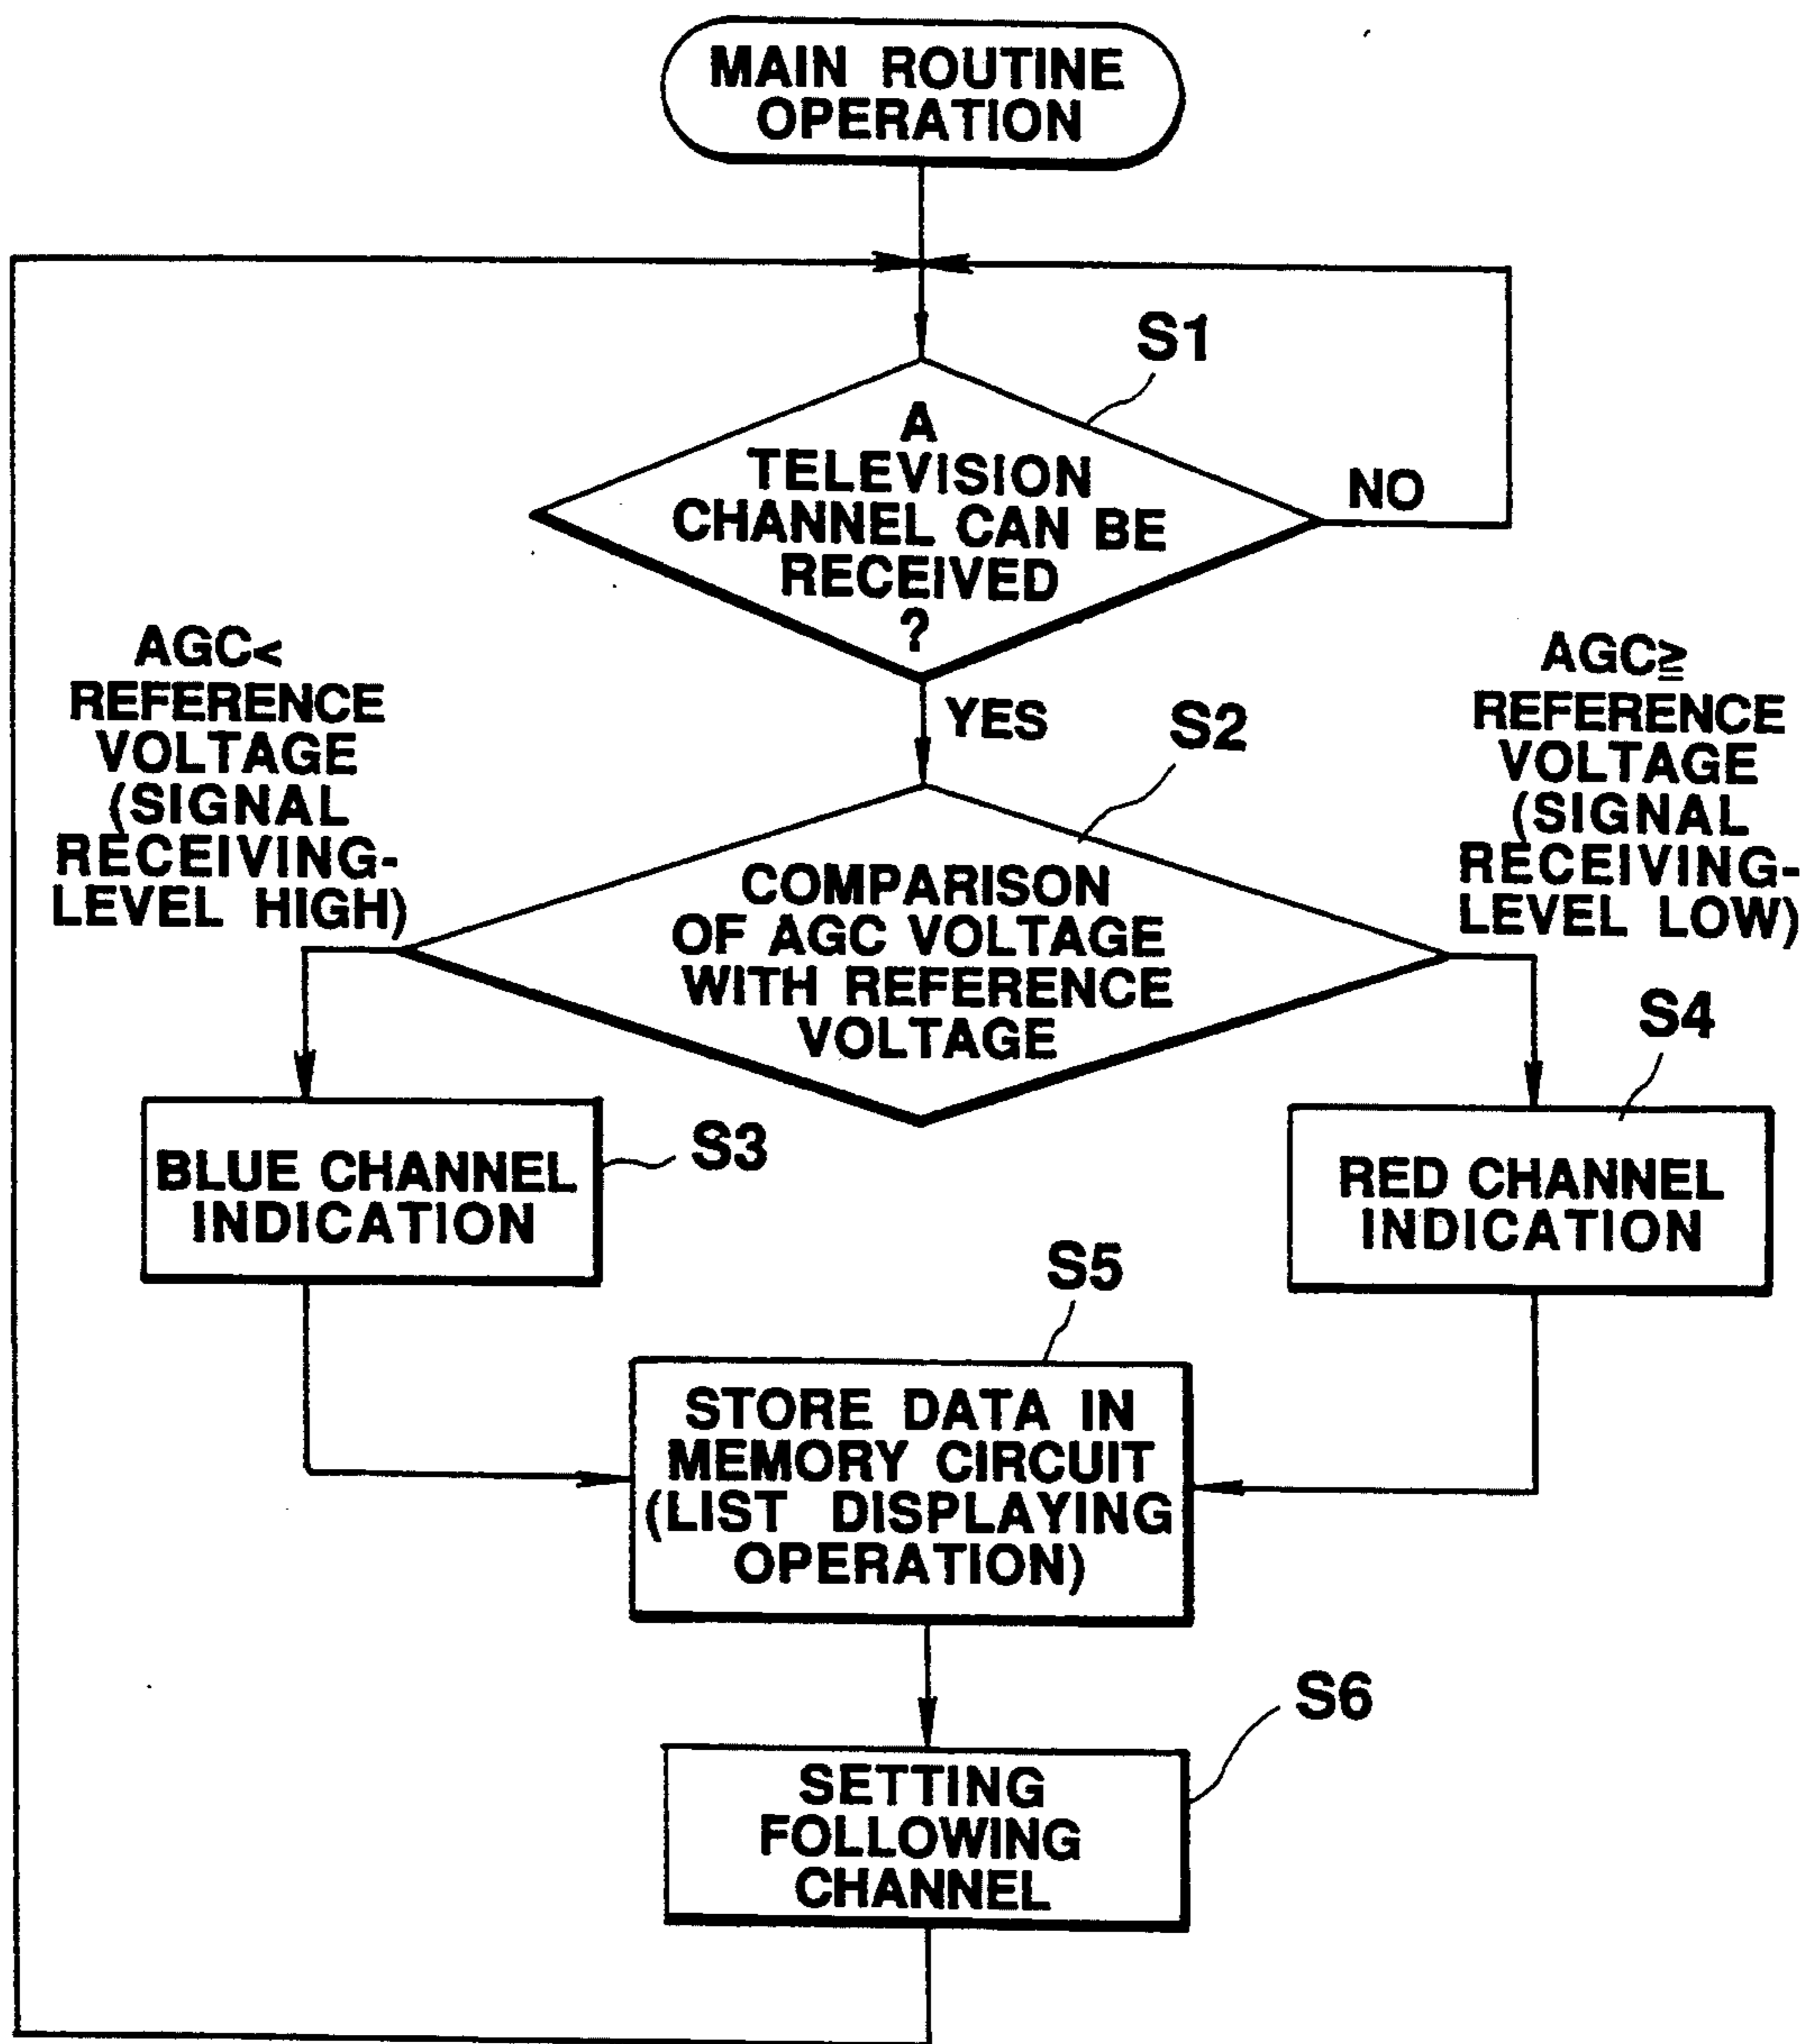 MAIN ROUTINE
OPERATION
S1
A
TELEVISION
CHANNEL CAN BE
RECEIVED
?
NO
YES
AGC<
REFERENCE
VOLTAGE
(SIGNAL
RECEIVING-
LEVEL HIGH)
S2
AGC≧
REFERENCE
VOLTAGE
(SIGNAL
RECEIVING-
LEVEL LOW)
COMPARISON
OF AGC VOLTAGE
WITH REFERENCE
VOLTAGE
S3
BLUE CHANNEL
INDICATION
S4
RED CHANNEL
INDICATION
S5
STORE DATA IN
MEMORY CIRCUIT
(LIST DISPLAYING
OPERATION)
S6
SETTING
FOLLOWING
CHANNEL